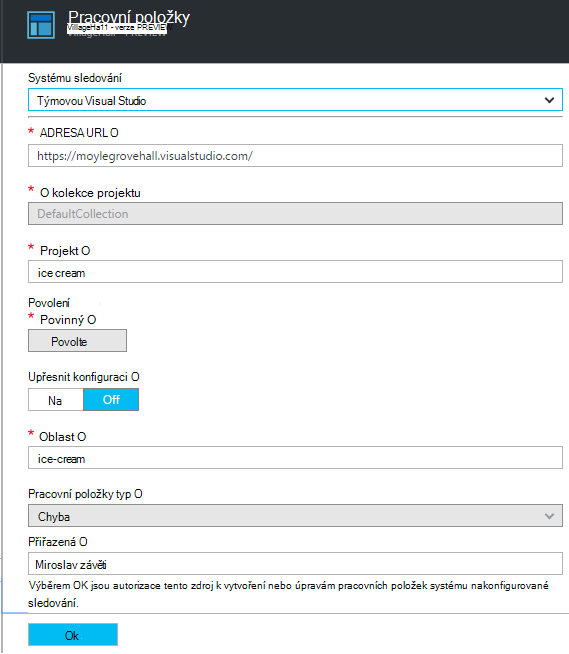 Pracovní položky
VillageHa11 - verze PREVIEW
Systému sledování
Týmovou Visual Studio
* ADRESA URL O
https://moylegrovehall.visualstudio.com/
* O kolekce projektu
DefaultCollection
* Projekt O
ice cream
Povolení
* Povinný O
Povolte
Upřesnit konfiguraci O
Na Off
* Oblast O
ice-cream
Pracovní položky typ O
Chyba
Přiřazená O
Miroslav závěti
Výběrem OK jsou autorizace tento zdroj k vytvoření nebo úpravám pracovních položek systému nakonfigurované
sledování.
Ok